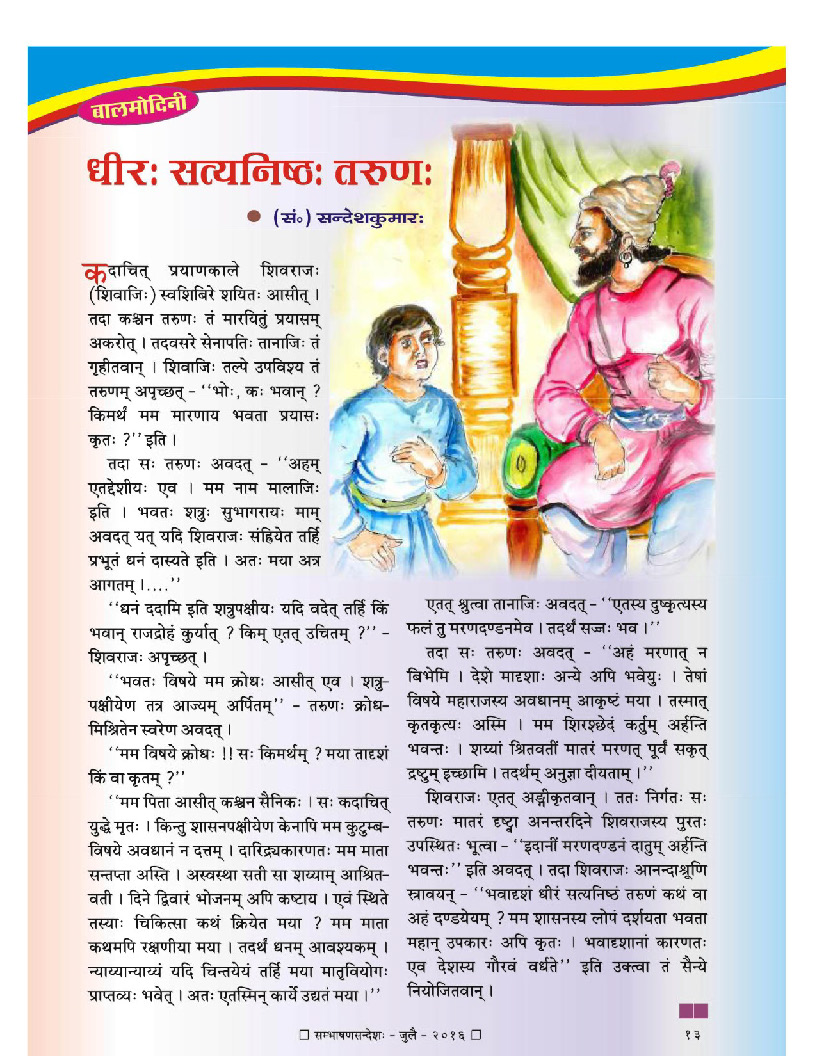 बालमोदिनी
धीरः सत्यनिष्ठः तरुणः
● (सं०) सन्देशकुमारः
कदाचित् प्रयाणकाले शिवराजः
(शिवाजिः) स्वशिबिरे शयितः आसीत् ।
तदा कश्चन तरुणः तं मारयितुं प्रयासम्
अकरोत् । तदवसरे सेनापतिः तानाजिः तं
गृहीतवान् । शिवाजिः तल्पे उपविश्य तं
तरुणम् अपृच्छत् - ‘‘भोः, कः भवान् ?
किमर्थं मम मारणाय भवता प्रयासः
कृतः ?’’ इति ।
तदा सः तरुणः अवदत् - ‘‘अहम्
एतद्देशीयः एव । मम नाम मालाजिः
इति । भवतः शत्रुः सुभागरायः माम्
अवदत् यत् यदि शिवराजः संह्रियेत तर्हि
प्रभूतं धनं दास्यते इति । अतः मया अत्र
आगतम् ।....’’
‘‘धनं ददामि इति शत्रुपक्षीयः यदि वदेत् तर्हि किं
भवान् राजद्रोहं कुर्यात् ? किम् एतत् उचितम् ?’’ -
शिवराजः अपृच्छत् ।
‘‘भवतः विषये मम क्रोधः आसीत् एव । शत्रु-
पक्षीयेण तत्र आज्यम् अर्पितम्’’ - तरुणः क्रोध-
मिश्रितेन स्वरेण अवदत् ।
‘‘मम विषये क्रोधः !! सः किमर्थम् ? मया तादृशं
किं वा कृतम् ?’’
‘‘मम पिता आसीत् कश्चन सैनिकः । सः कदाचित्
युद्धे मृतः । किन्तु शासनपक्षीयेण केनापि मम कुटुम्ब-
विषये अवधानं न दत्तम् । दारिद्र्यकारणतः मम माता
सन्तप्ता अस्ति । अस्वस्था सती सा शय्याम् आश्रित-
वती । दिने द्विवारं भोजनम् अपि कष्टाय । एवं स्थिते
तस्याः चिकित्सा कथं क्रियेत मया ? मम माता
कथमपि रक्षणीया मया । तदर्थं धनम् आवश्यकम् ।
न्याय्यान्याय्यं यदि चिन्तयेयं तर्हि मया मातृवियोगः
प्राप्तव्यः भवेत् । अतः एतस्मिन् कार्ये उद्यतं मया ।’’
एतत् श्रुत्वा तानाजिः अवदत् - ‘‘एतस्य दुष्कृत्यस्य
फलं तु मरणदण्डनमेव । तदर्थं सज्जः भव ।’’
तदा सः तरुणः अवदत् - ‘‘अहं मरणात् न
बिभेमि । देशे मादृशाः अन्ये अपि भवेयुः । तेषां
विषये महाराजस्य अवधानम् आकृष्टं मया । तस्मात्
कृतकृत्यः अस्मि । मम शिरश्छेदं कर्तुम् अर्हन्ति
भवन्तः । शय्यां श्रितवतीं मातरं मरणत् पूर्वं सकृत्
द्रष्टुम् इच्छामि । तदर्थम् अनुज्ञा दीयताम् ।’’
शिवराजः एतत् अङ्गीकृतवान् । ततः निर्गतः सः
तरुणः मातरं दृष्ट्वा अनन्तरदिने शिवराजस्य पुरतः
उपस्थितः भूत्वा - ‘‘इदानीं मरणदण्डनं दातुम् अर्हन्ति
भवन्तः’’ इति अवदत् । तदा शिवराजः आनन्दाश्रूणि
स्रावयन् - ‘‘भवादृशं धीरं सत्यनिष्ठं तरुणं कथं वा
अहं दण्डयेयम् ? मम शासनस्य लोपं दर्शयता भवता
महान् उपकारः अपि कृतः । भवादृशानां कारणतः
एव देशस्य गौरवं वर्धते’’ इति उक्त्वा तं सैन्ये
नियोजितवान् ।
❒ सम्भाषणसन्देशः - जुलै - २०१६ ❒
१३